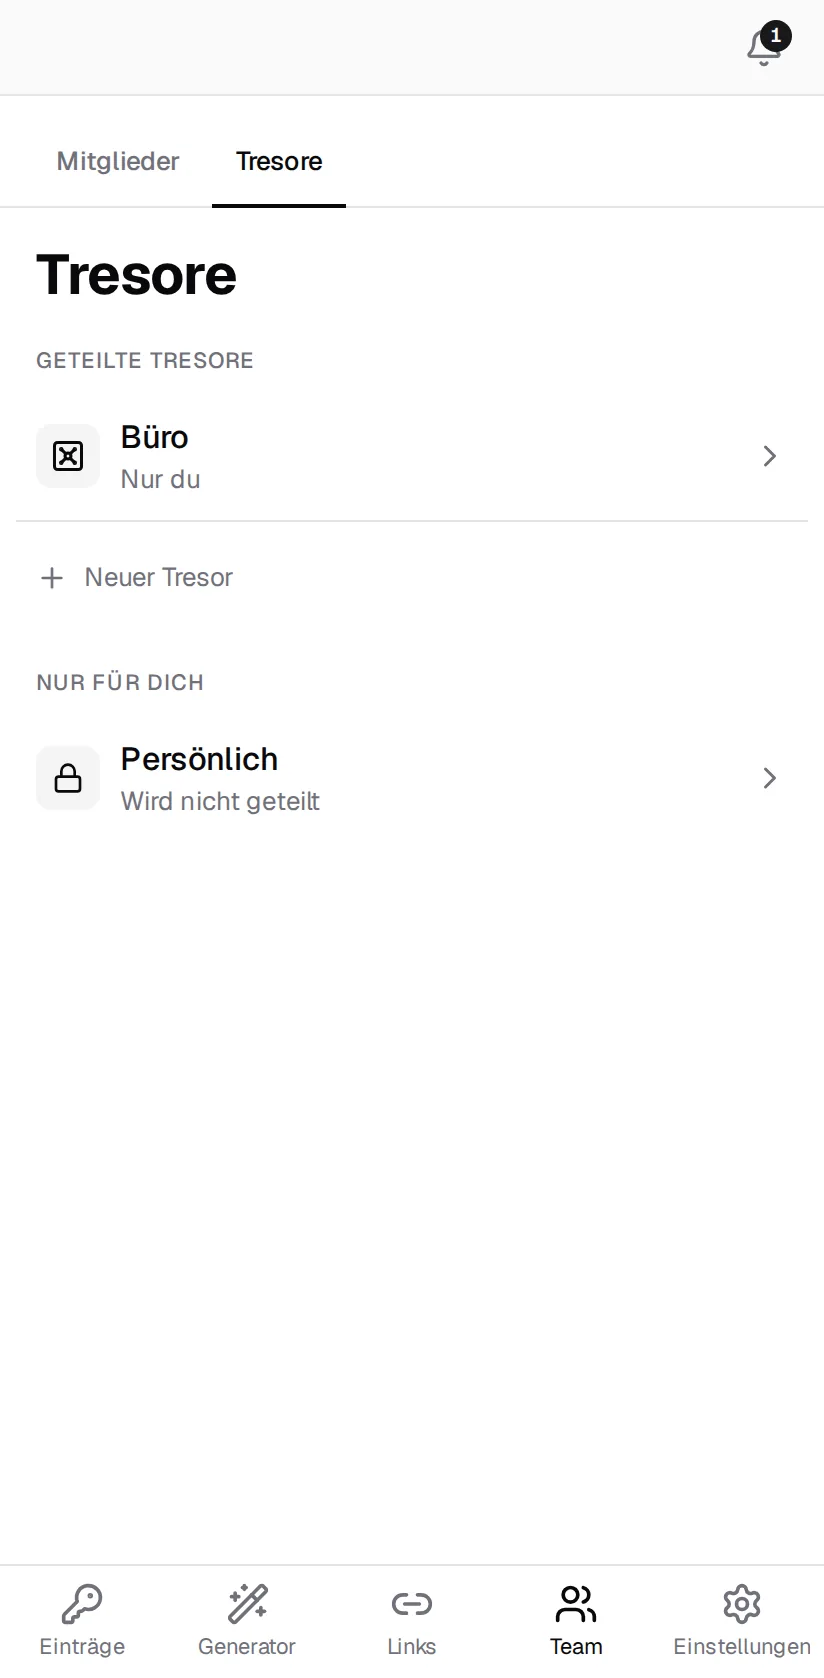 1
Mitglieder
Tresore
Tresore
GETEILTE TRESORE
Büro
Nur du
Neuer Tresor
NUR FÜR DICH
Persönlich
Wird nicht geteilt
Einträge
Generator
Links
Team
Einstellungen